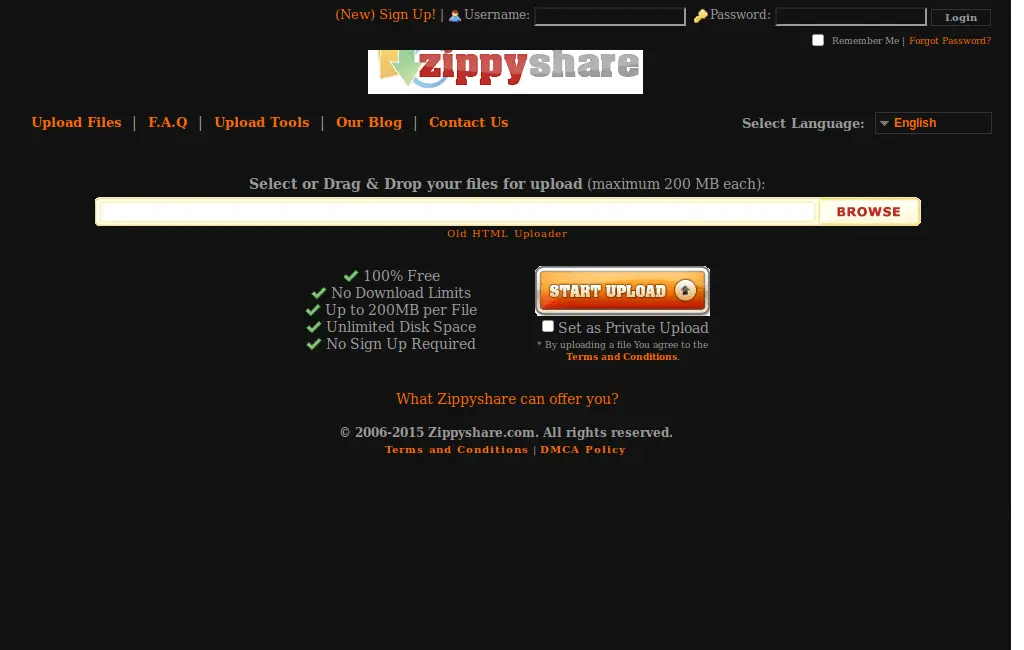 (New) Sign Up! | Username: Password: Login
Remember Me | Forgot Password?
zippyshare
Upload Files | F.A.Q | Upload Tools | Our Blog | Contact Us
Select Language: English
Select or Drag & Drop your files for upload (maximum 200 MB each):
BROWSE
Old HTML Uploader
100% Free
No Download Limits
Up to 200MB per File
Unlimited Disk Space
No Sign Up Required
START UPLOAD
Set as Private Upload
* By uploading a file You agree to the
Terms and Conditions.
What Zippyshare can offer you?
© 2006-2015 Zippyshare.com. All rights reserved.
Terms and Conditions | DMCA Policy